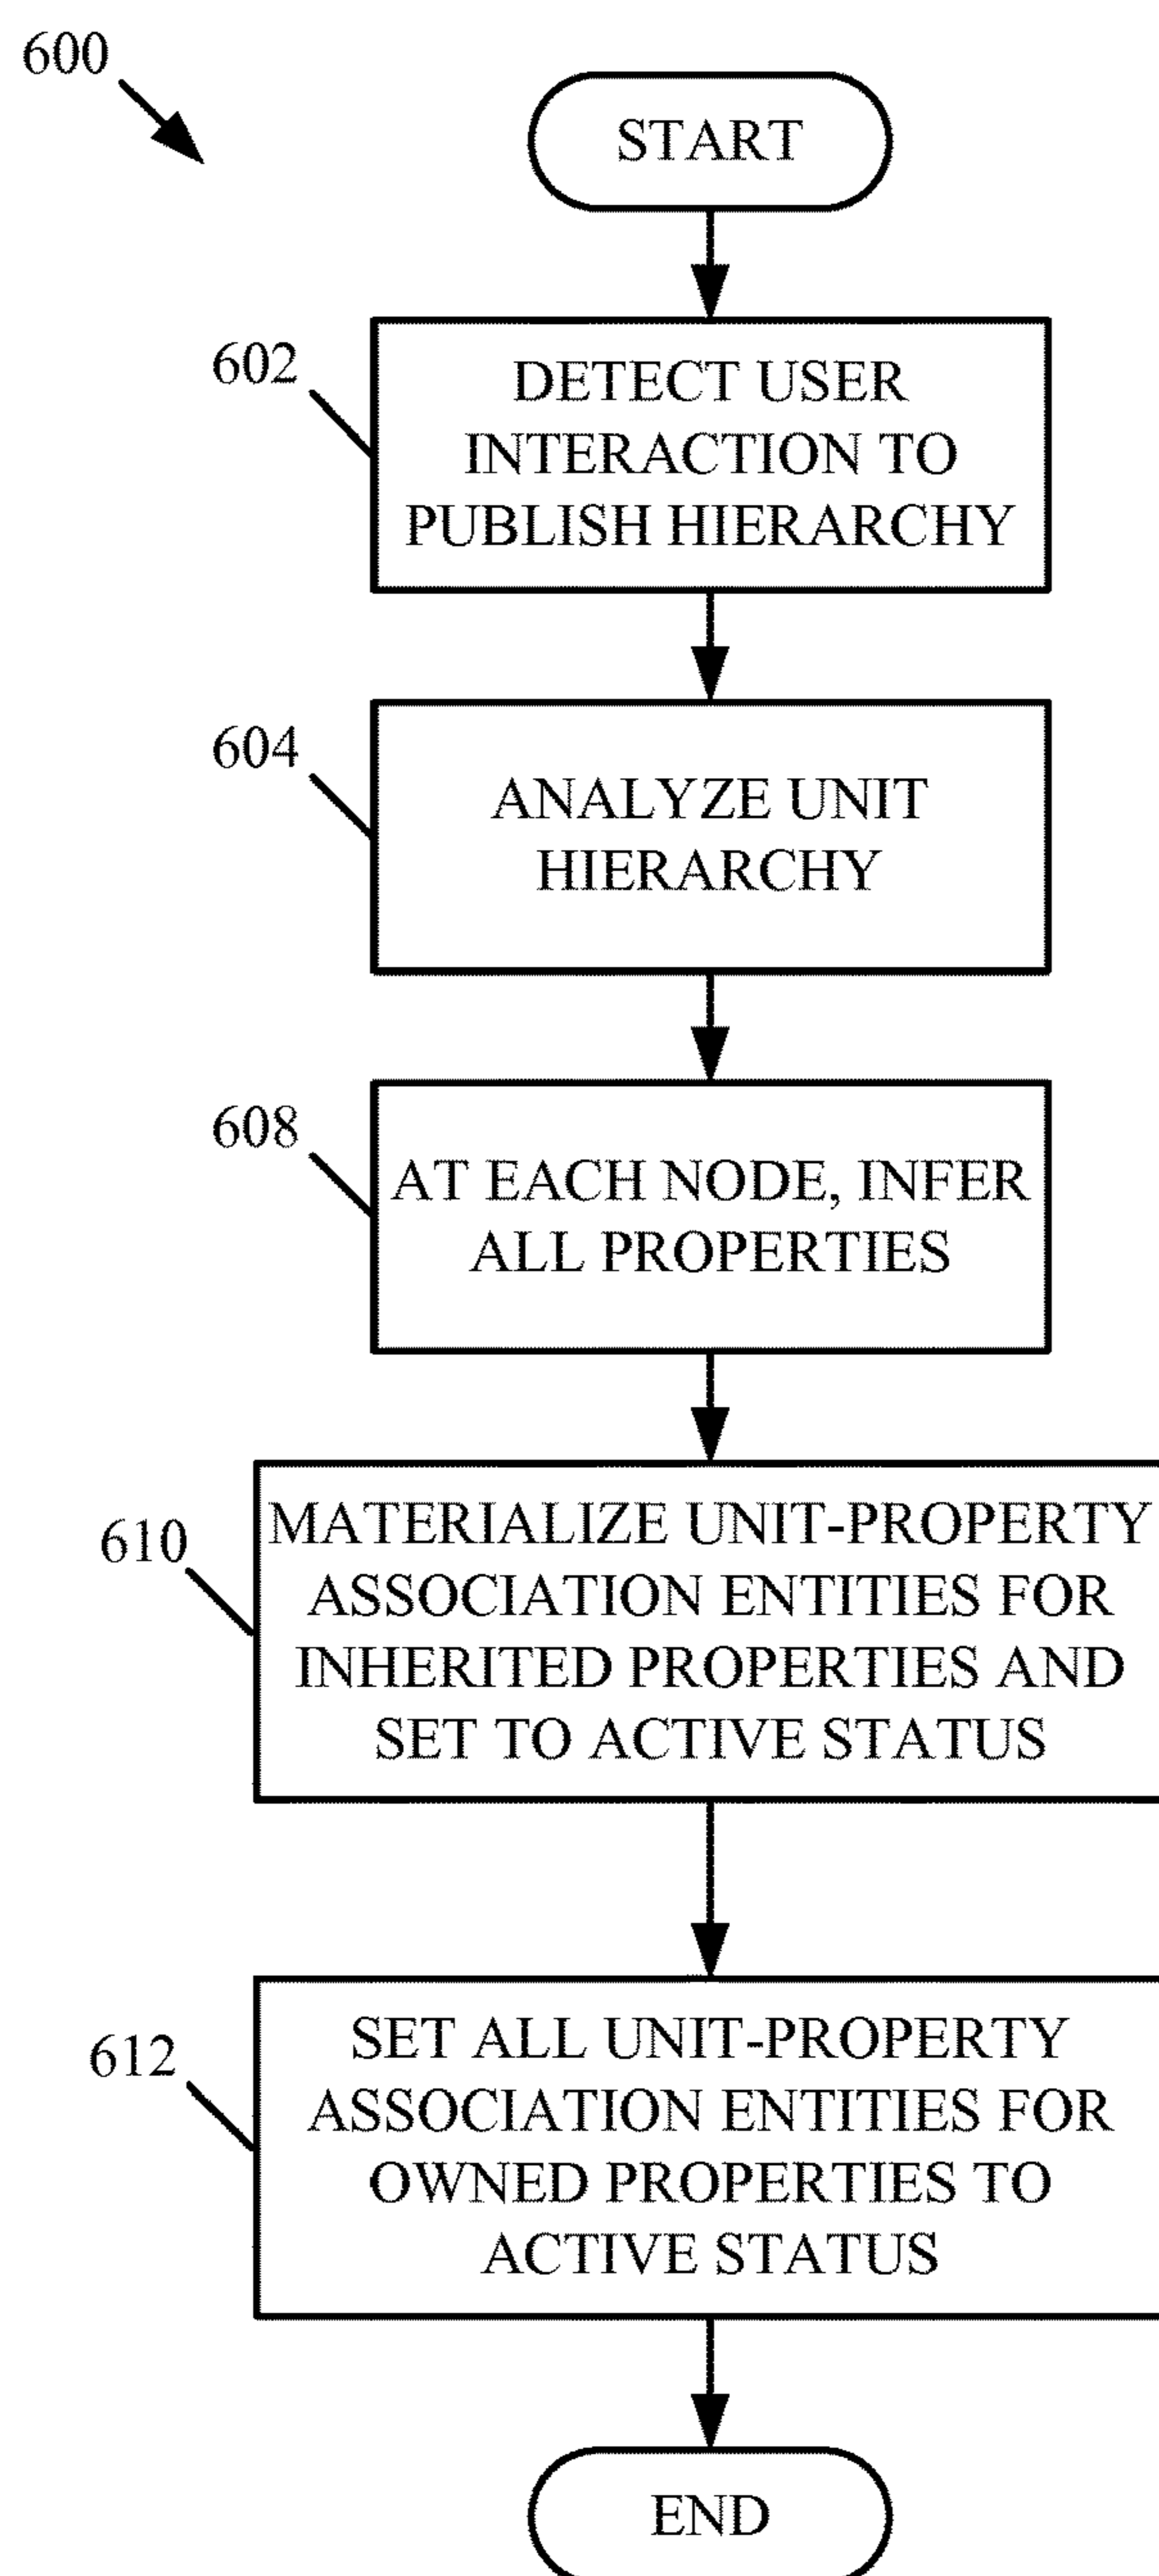 600
START
602
DETECT USER
INTERACTION TO
PUBLISH HIERARCHY
604
ANALYZE UNIT
HIERARCHY
608
AT EACH NODE, INFER
ALL PROPERTIES
610
MATERIALIZE UNIT-PROPERTY
ASSOCIATION ENTITIES FOR
INHERITED PROPERTIES AND
SET TO ACTIVE STATUS
612
SET ALL UNIT-PROPERTY
ASSOCIATION ENTITIES FOR
OWNED PROPERTIES TO
ACTIVE STATUS
END